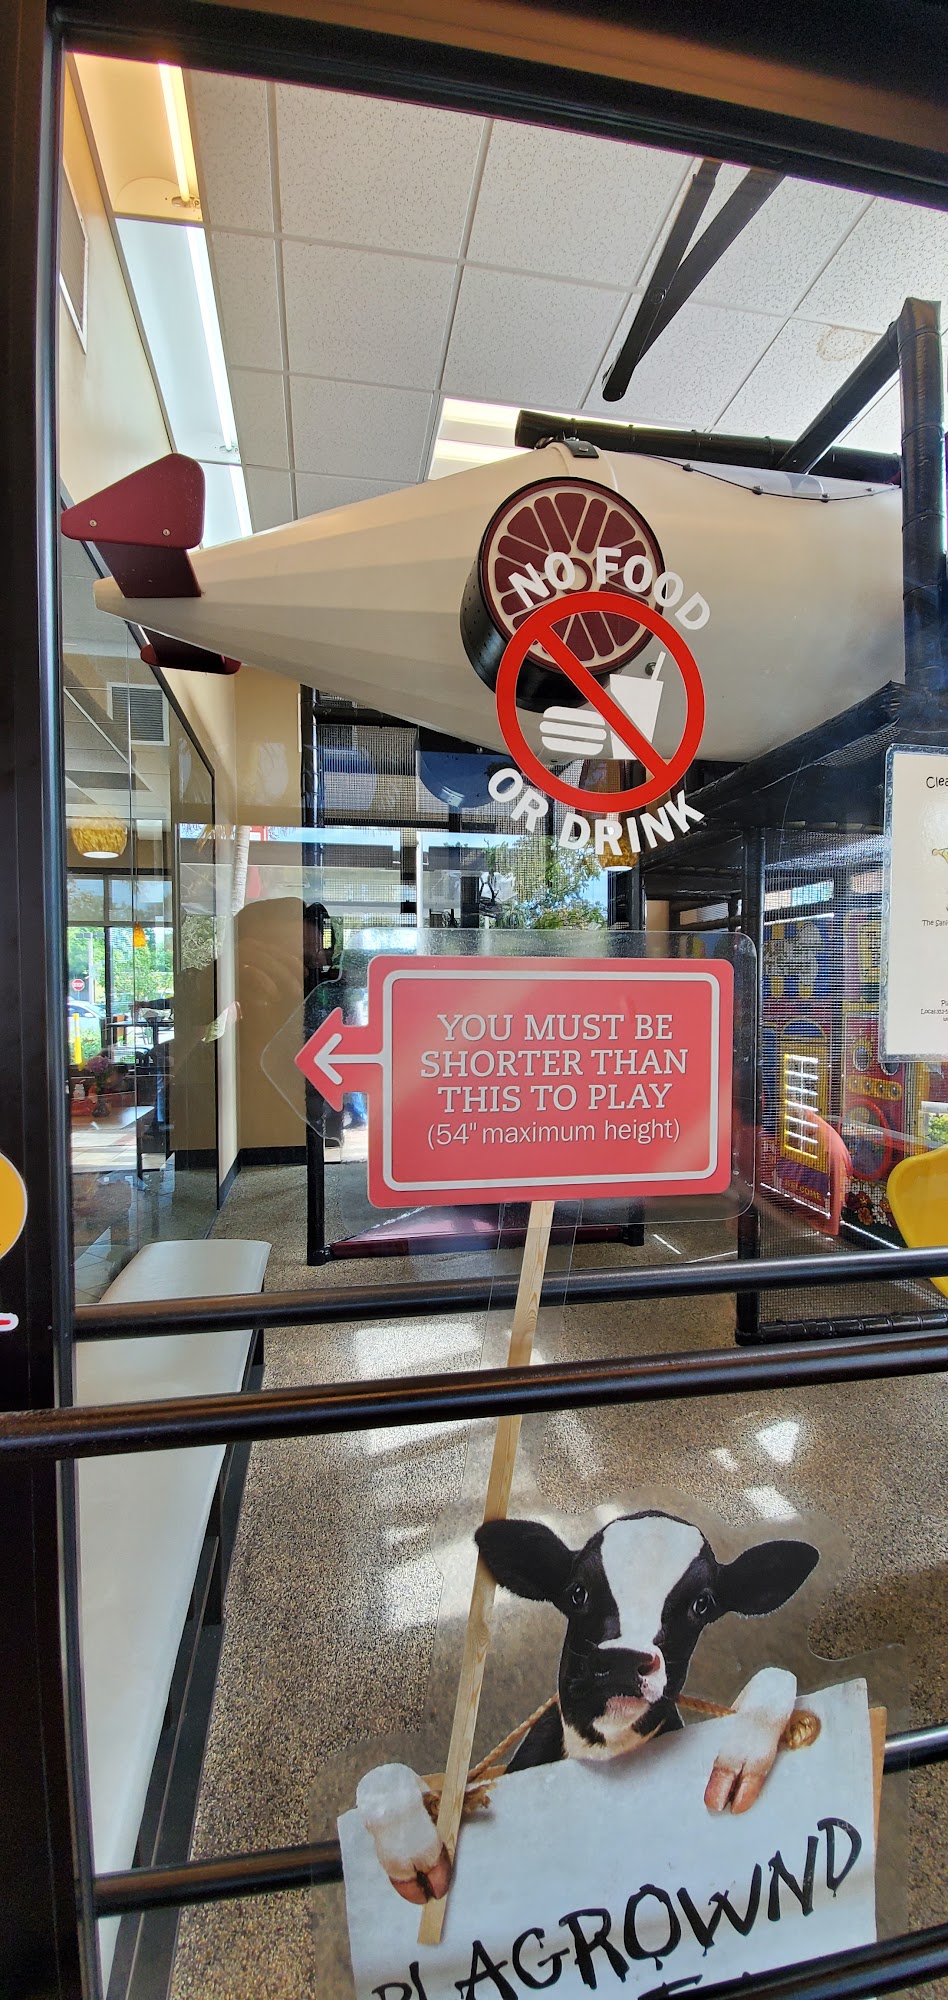 NO FOOD
OR DRINK
YOU MUST BE
SHORTER THAN
THIS TO PLAY
(54" maximum height)
PLAGROWND